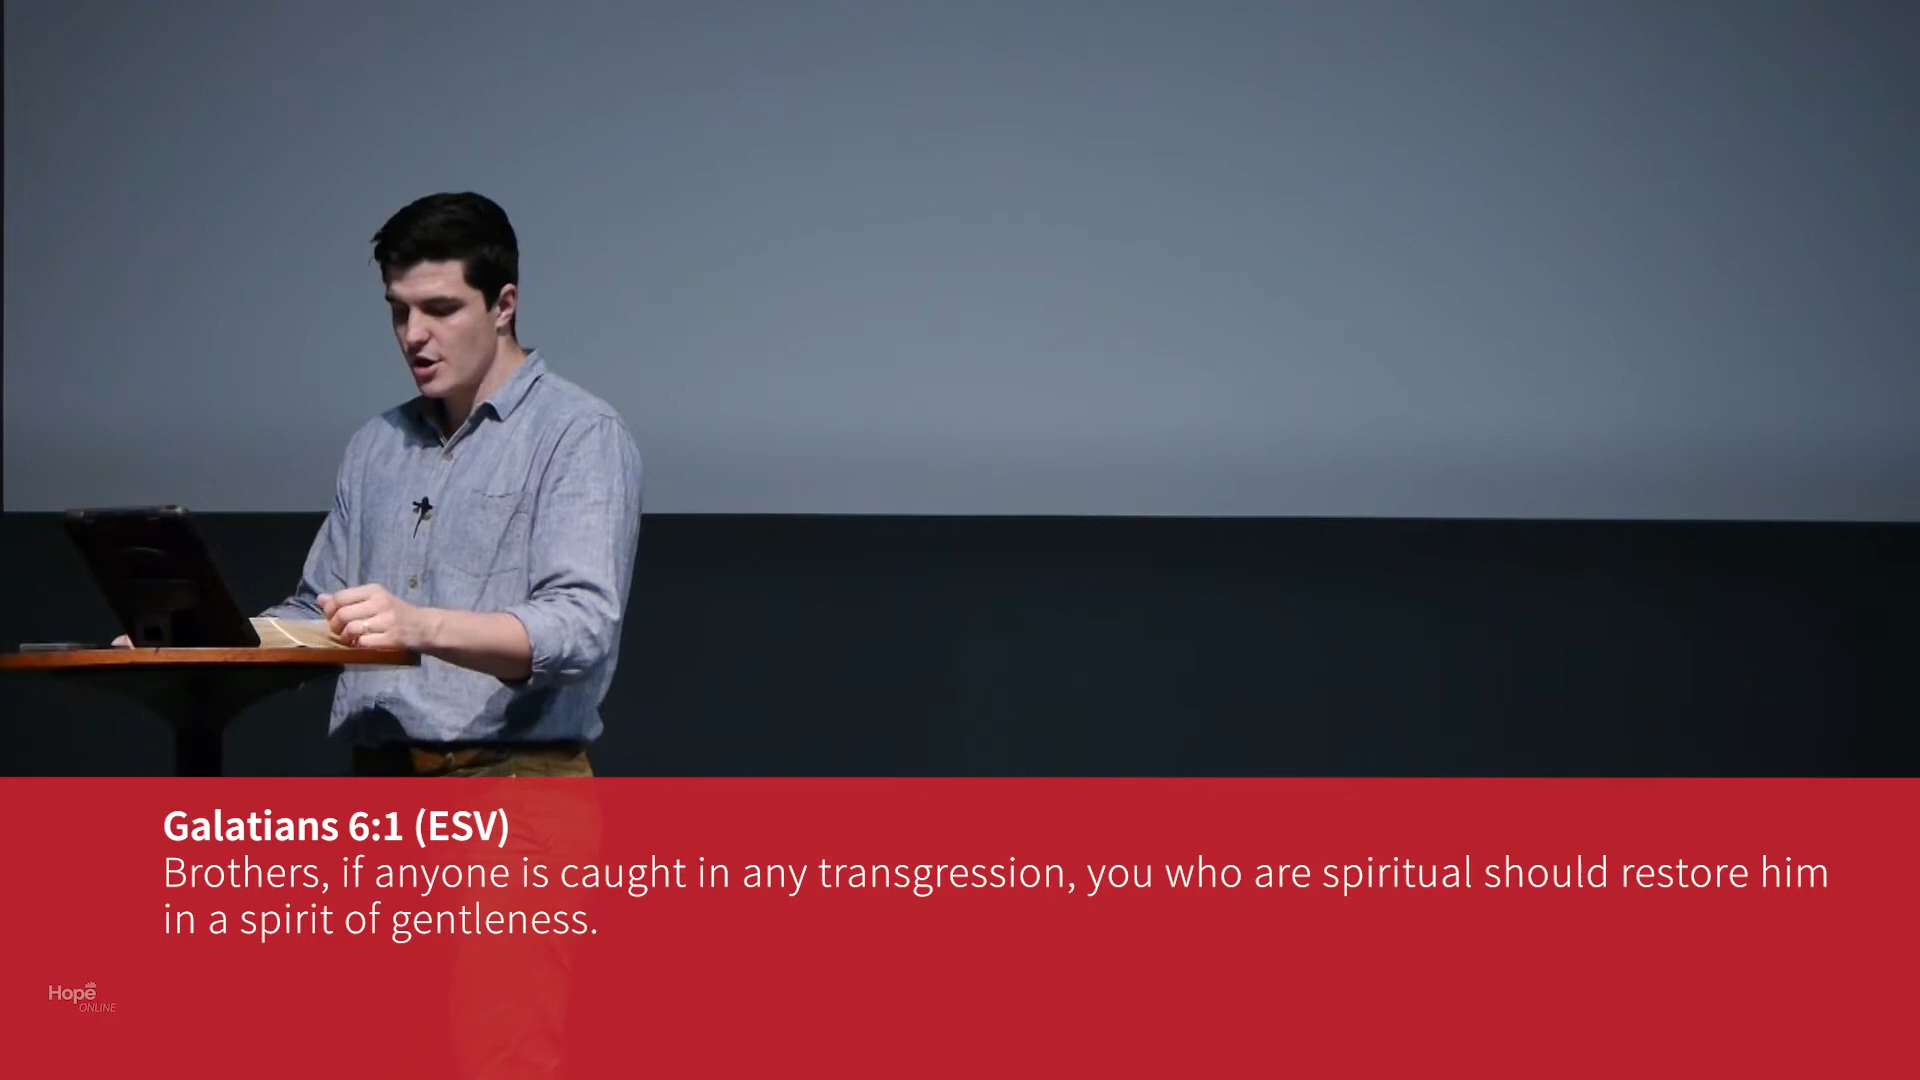 Galatians 6:1 (ESV)
Brothers, if anyone is caught in any transgression, you who are spiritual should restore him
in a spirit of gentleness.
Hope
ONLINE